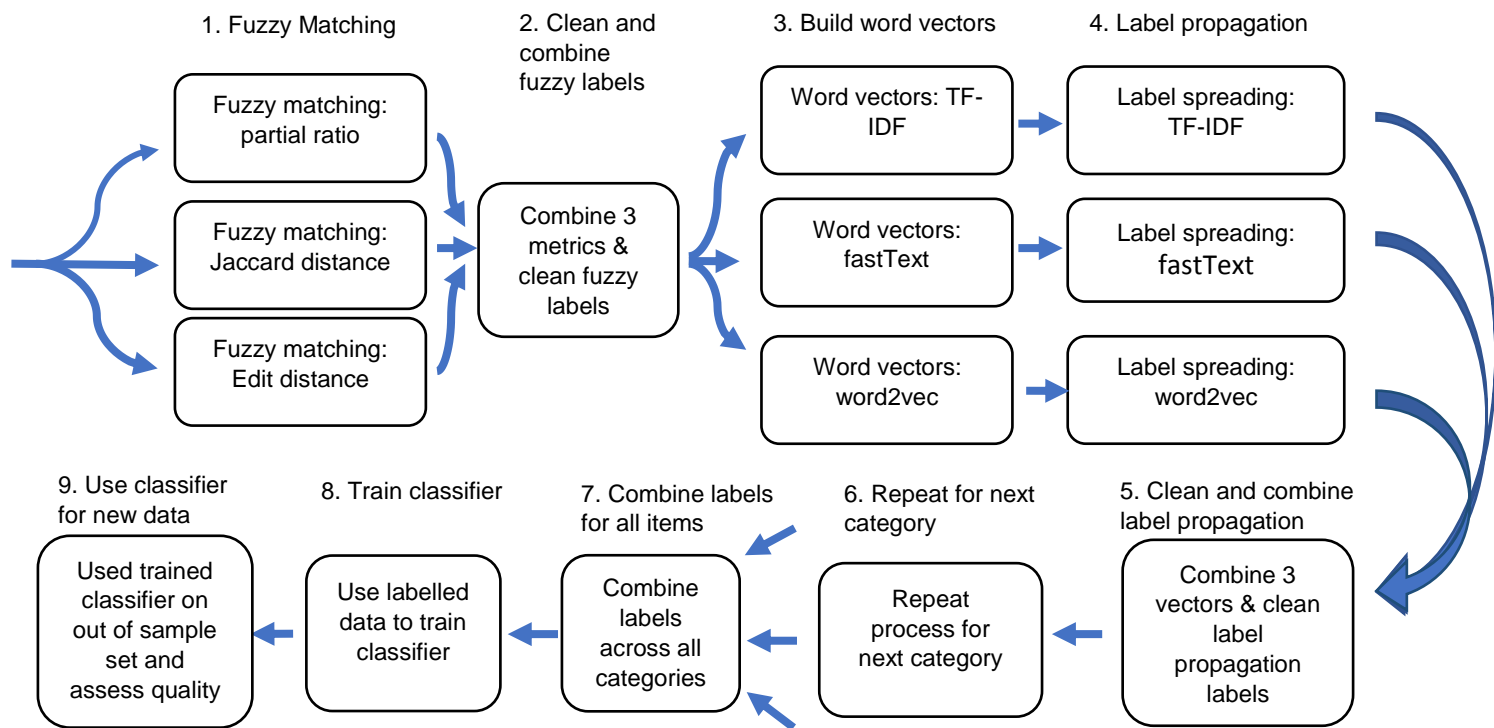 1. Fuzzy Matching
2. Clean and
combine
fuzzy labels
3. Build word vectors
4. Label propagation
Fuzzy matching:
partial ratio
Fuzzy matching:
Jaccard distance
Fuzzy matching:
Edit distance
Combine 3
metrics &
clean fuzzy
labels
Word vectors: TF-
IDF
Word vectors:
fastText
Word vectors:
word2vec
Label spreading:
TF-IDF
Label spreading:
fastText
Label spreading:
word2vec
9. Use classifier
for new data
8. Train classifier
7. Combine labels
for all items
6. Repeat for next
category
5. Clean and combine
label propagation
Used trained
classifier on
out of sample
set and
assess quality
Use labelled
data to train
classifier
Combine
labels
across all
categories
Repeat
process for
next category
Combine 3
vectors & clean
label
propagation
labels